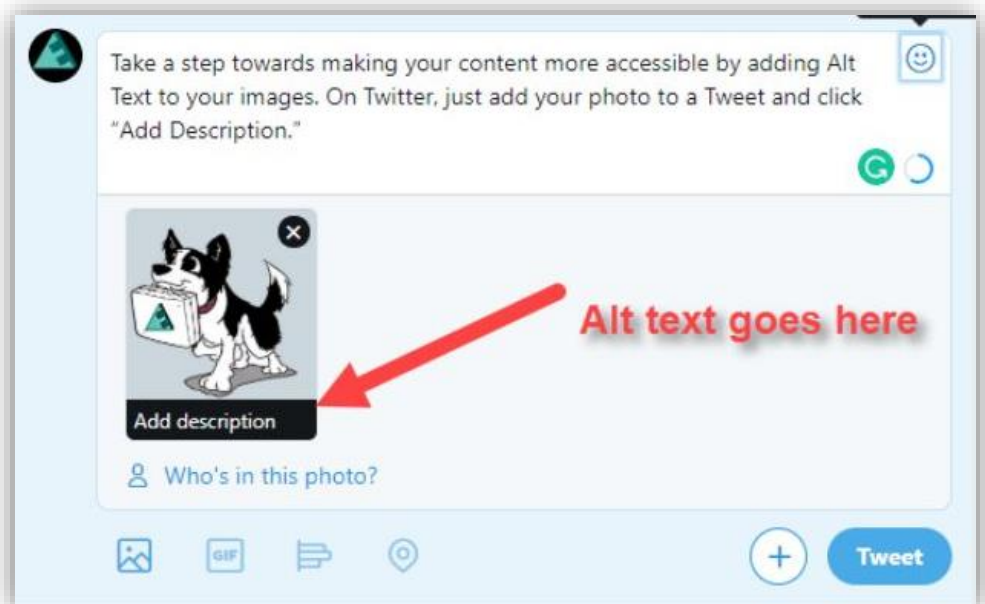 Take a step towards making your content more accessible by adding Alt
Text to your images. On Twitter, just add your photo to a Tweet and click
“Add Description.”
Alt text goes here
Add description
Who's in this photo?
GIF
Tweet